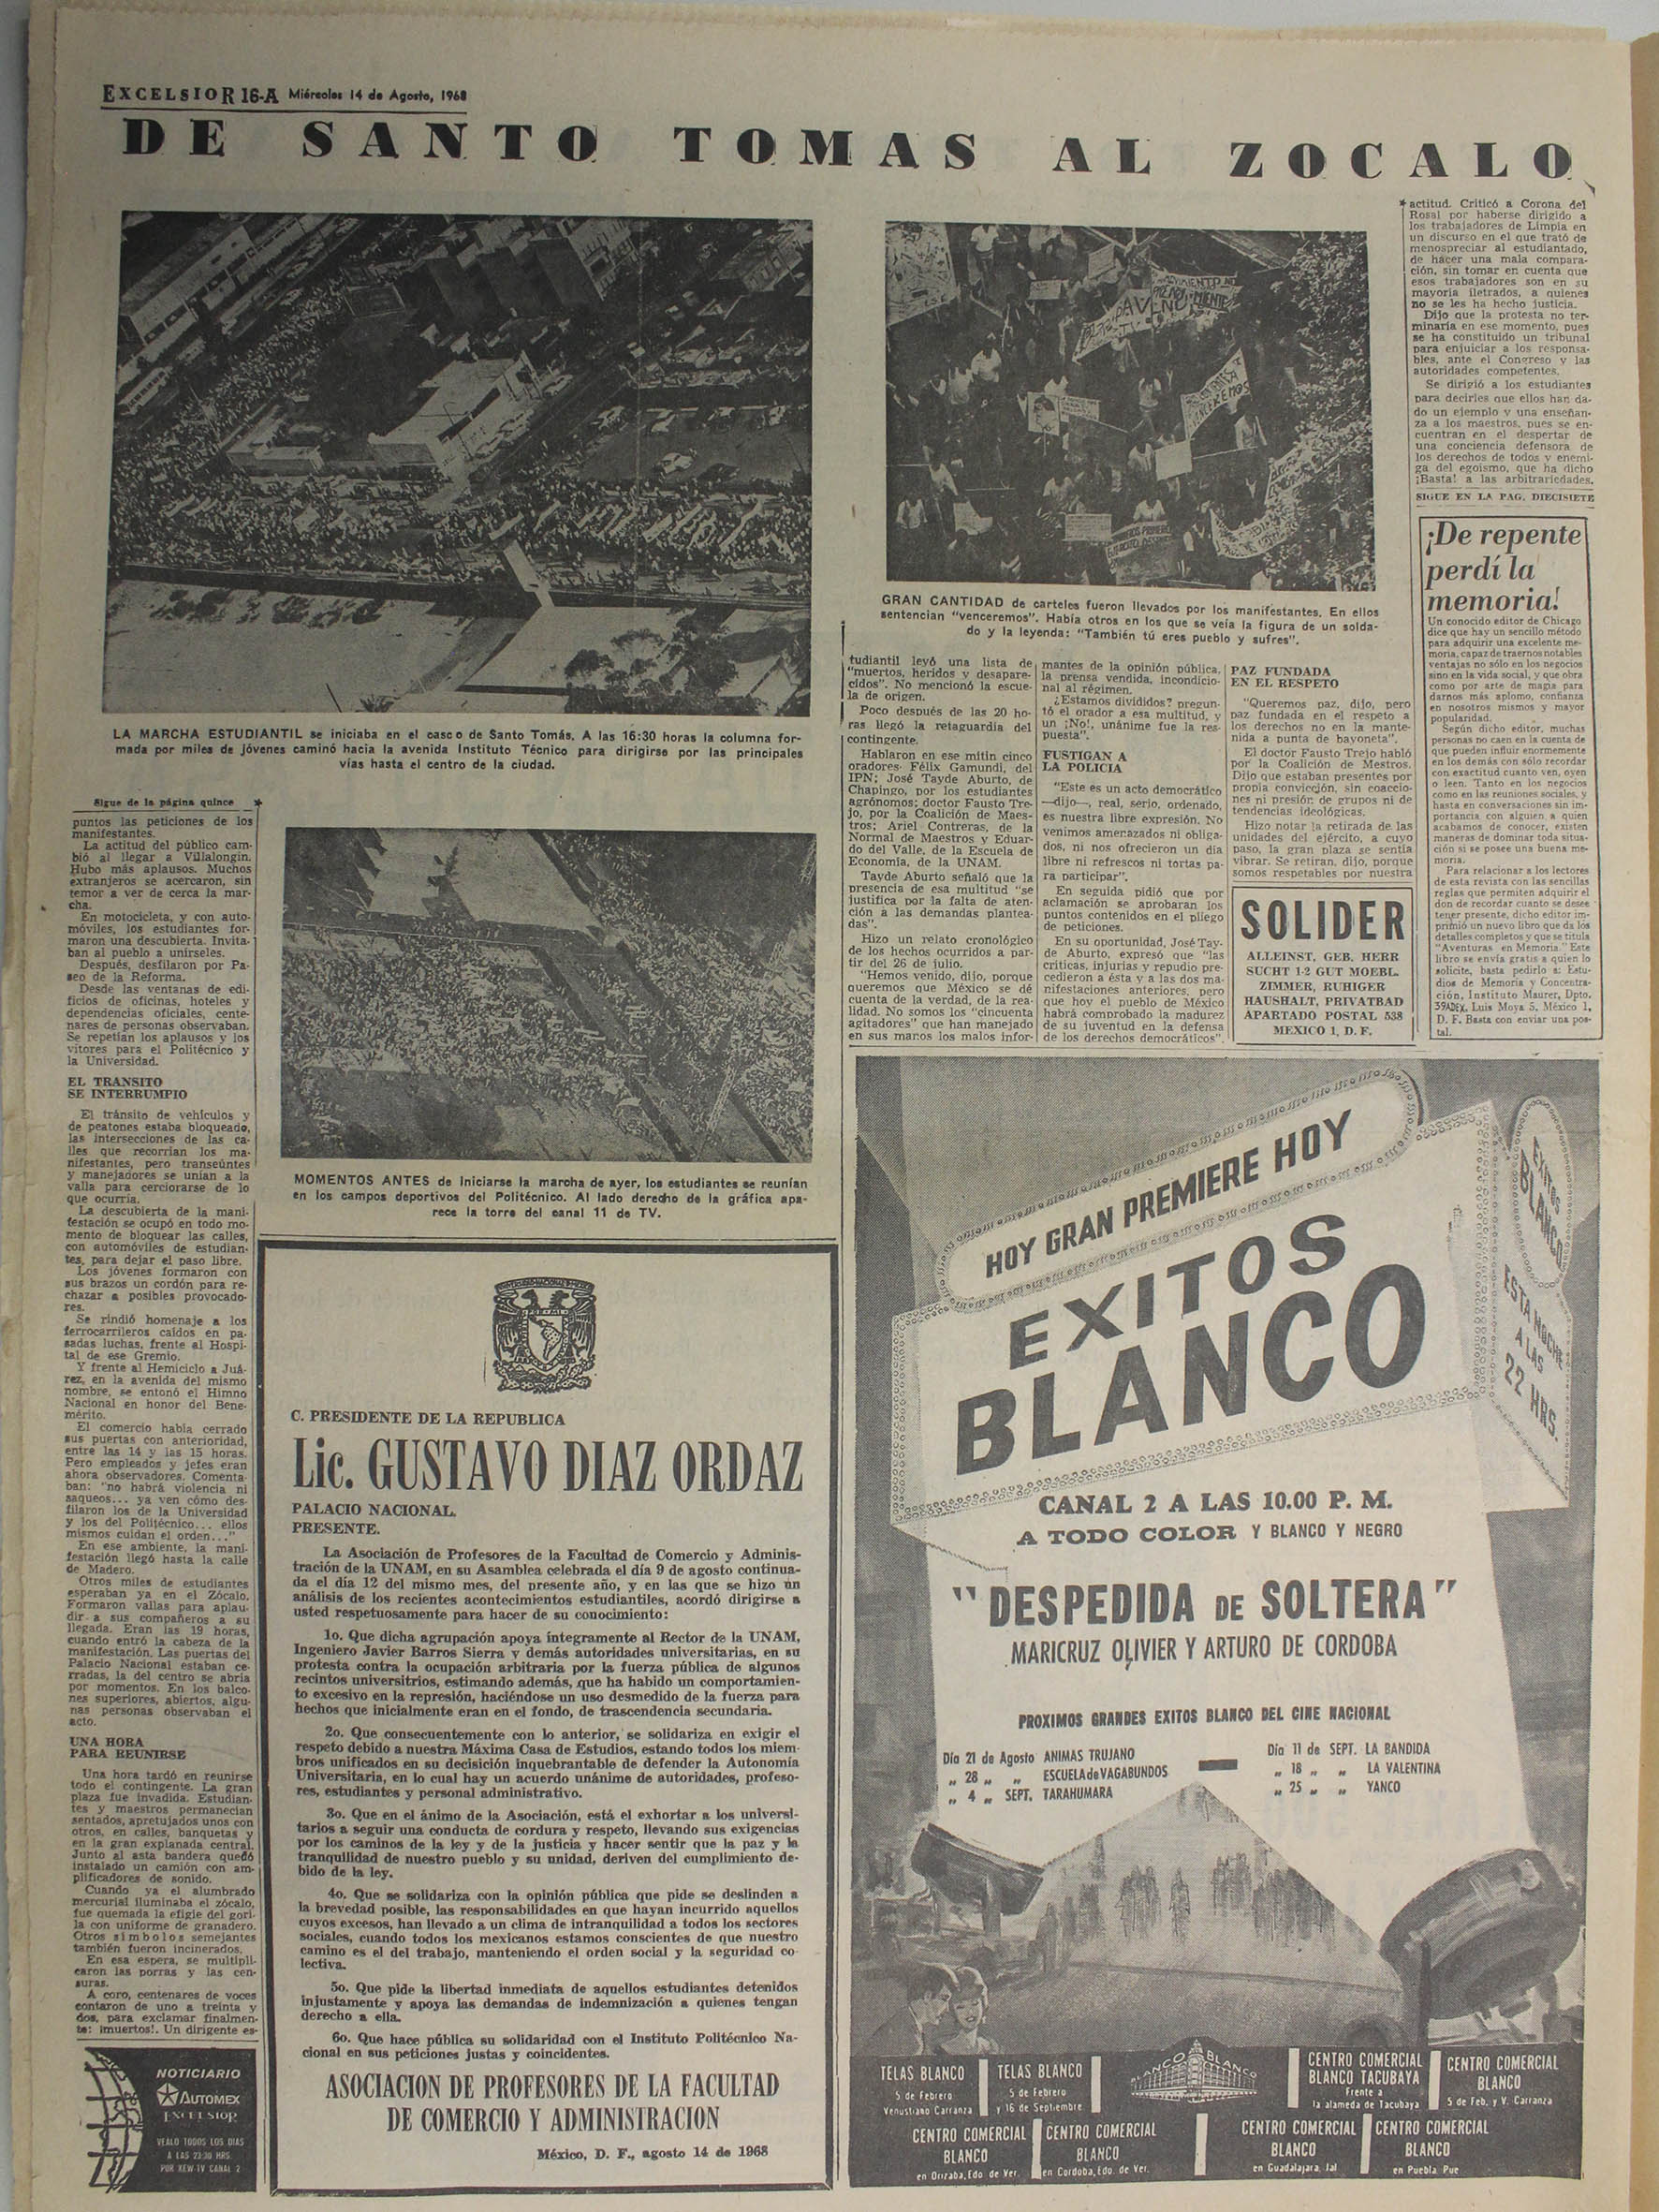 EXCELSIOR 16-A Miércoles 14 de Agosto, 1968
DE SANTO TOMAS AL ZOCALO
LA MARCHA ESTUDIANTIL se iniciaba en el casco de Santo Tomás. A las 16:30 horas la columna for-
mada por miles de jóvenes caminó hacia la avenida Instituto Técnico para dirigirse por las principales
vías hasta el centro de la ciudad.
GRAN CANTIDAD de carteles fueron llevados por los manifestantes. En ellos
sentencian "venceremos". Había otros en los que se veía la figura de un solda-
do y la leyenda: "También tú eres pueblo y sufres".
MOMENTOS ANTES de iniciarse la marcha de ayer, los estudiantes se reunían
en los campos deportivos del Politécnico. Al lado derecho de la gráfica apa-
rece la torre del canal 11 de TV.
Sigue de la página quince
puntos las peticiones de los
manifestantes.
La actitud del público cam-
bió al llegar a Villalongín.
Hubo más aplausos. Muchos
extranjeros se acercaron, sin
temor a ver de cerca la mar-
cha.
En motocicleta, y con auto-
móviles, los estudiantes for-
maron una descubierta. Invita-
ban al pueblo a unírseles.
Después, desfilaron por Pa-
seo de la Reforma.
Desde las ventanas de edi-
ficios de oficinas, hoteles y
dependencias oficiales, cente-
nares de personas observaban.
Se repetían los aplausos y los
vítores para el Politécnico y
la Universidad.
EL TRANSITO
SE INTERRUMPIO
El tránsito de vehículos y
de peatones estaba bloqueado,
las intersecciones de las ca-
lles que recorrían los ma-
nifestantes, pero transeúntes
y manejadores se unían a la
valla para cerciorarse de lo
que ocurría.
La descubierta de la mani-
festación se ocupó en todo mo-
mento de bloquear las calles,
con automóviles de estudian-
tes, para dejar el paso libre.
Los jóvenes formaron con
sus brazos un cordón para re-
chazar a posibles provocado-
res.
Se rindió homenaje a los
ferrocarrileros caídos en pa-
sadas luchas, frente al Hospi-
tal de ese Gremio.
Y frente al Hemiciclo a Juá-
rez, en la avenida del mismo
nombre, se entonó el Himno
Nacional en honor del Bene-
mérito.
El comercio había cerrado
sus puertas con anterioridad,
entre las 14 y las 15 horas.
Pero empleados y jefes eran
ahora observadores. Comenta-
ban: "no habrá violencia ni
saqueos... ya ven cómo des-
filaron los de la Universidad
y los del Politécnico... ellos
mismos cuidan el orden..."
En ese ambiente, la mani-
festación llegó hasta la calle
de Madero.
Otros miles de estudiantes
esperaban ya en el Zócalo.
Formaron vallas para aplau-
dir a sus compañeros a su
llegada. Eran las 19 horas,
cuando entró la cabeza de la
manifestación. Las puertas del
Palacio Nacional estaban ce-
rradas, la del centro se abría
por momentos. En los balco-
nes superiores, abiertos, algu-
nas personas observaban el
acto.
UNA HORA
PARA REUNIRSE
Una hora tardó en reunirse
todo el contingente. La gran
plaza fue invadida. Estudian-
tes y maestros permanecían
sentados, apretujados unos con
otros, en calles, banquetas y
en la gran explanada central.
Junto al asta bandera quedó
instalado un camión con am-
plificadores de sonido.
Cuando ya el alumbrado
mercurial iluminaba el zócalo,
fue quemada la efigie del gori-
la con uniforme de granadero.
Otros símbolos semejantes
también fueron incinerados.
En esa espera, se multipli-
caron las porras y las cen-
suras.
A coro, centenares de voces
contaron de uno a treinta y
dos, para exclamar finalmen-
te: ¡muertos!. Un dirigente es-
tudiantil leyó una lista de
"muertos, heridos y desapare-
cidos". No mencionó la escue-
la de origen.
Poco después de las 20 ho-
ras llegó la retaguardia del
contingente.
Hablaron en ese mitin cinco
oradores- Félix Gamundi, del
IPN; José Tayde Aburto, de
Chapingo, por los estudiantes
agrónomos; doctor Fausto Tre-
jo, por la Coalición de Maes-
tros; Ariel Contreras, de la
Normal de Maestros y Eduar-
do del Valle, de la Escuela de
Economía, de la UNAM.
Tayde Aburto señaló que la
presencia de esa multitud "se
justifica por la falta de aten-
ción a las demandas plantea-
das".
Hizo un relato cronológico
de los hechos ocurridos a par-
tir del 26 de julio.
"Hemos venido, dijo, porque
queremos que México se dé
cuenta de la verdad, de la rea-
lidad. No somos los "cincuenta
agitadores" que han manejado
en sus manos los malos infor-
mantes de la opinión pública,
la prensa vendida, incondicio-
nal al régimen.
¿Estamos divididos? pregun-
tó el orador a esa multitud, y
un ¡No!, unánime fue la res-
puesta".
FUSTIGAN A
LA POLICIA
"Este es un acto democrático
—dijo—, real, serio, ordenado,
es nuestra libre expresión. No
venimos amenazados ni obliga-
dos, ni nos ofrecieron un día
libre ni refrescos ni tortas pa-
ra participar".
En seguida pidió que por
aclamación se aprobaran los
puntos contenidos en el pliego
de peticiones.
En su oportunidad, José Tay-
de Aburto, expresó que "las
críticas, injurias y repudio pre-
cedieron a ésta y a las dos ma-
nifestaciones anteriores, pero
que hoy el pueblo de México
habrá comprobado la madurez
de su juventud en la defensa
de los derechos democráticos".
PAZ FUNDADA
EN EL RESPETO
"Queremos paz, dijo, pero
paz fundada en el respeto a
los derechos no en la mante-
nida a punta de bayoneta".
El doctor Fausto Trejo habló
por la Coalición de Mestros.
Dijo que estaban presentes por
propia convicción, sin coaccio-
nes ni presión de grupos ni de
tendencias ideológicas.
Hizo notar la retirada de las
unidades del ejército, a cuyo
paso, la gran plaza se sentía
vibrar. Se retiran, dijo, porque
somos respetables por nuestra
actitud. Criticó a Corona del
Rosal por haberse dirigido a
los trabajadores de Limpia en
un discurso en el que trató de
menospreciar al estudiantado,
de hacer una mala compara-
ción, sin tomar en cuenta que
esos trabajadores son en su
mayoría iletrados, a quienes
no se les ha hecho justicia.
Dijo que la protesta no ter-
minaría en ese momento, pues
se ha constituido un tribunal
para enjuiciar a los responsa-
bles, ante el Congreso y las
autoridades competentes.
Se dirigió a los estudiantes
para decirles que ellos han da-
do un ejemplo y una enseñan-
za a los maestros, pues se en-
cuentran en el despertar de
una conciencia defensora de
los derechos de todos y enemi-
ga del egoísmo, que ha dicho
¡Basta! a las arbitrariedades.
SIGUE EN LA PAG. DIECISIETE
¡De repente
perdí la
memoria!
Un conocido editor de Chicago
dice que hay un sencillo método
para adquirir una excelente me-
moria, capaz de traernos notables
ventajas no sólo en los negocios
sino en la vida social, y que obra
como por arte de magia para
darnos más aplomo, confianza
en nosotros mismos y mayor
popularidad.
Según dicho editor, muchas
personas no caen en la cuenta de
que pueden influir enormemente
en los demás con sólo recordar
con exactitud cuanto ven, oyen
o leen. Tanto en los negocios
como en las reuniones sociales, y
hasta en conversaciones sin im-
portancia con alguien a quien
acabamos de conocer, existen
maneras de dominar toda situa-
ción si se posee una buena me-
moria.
Para relacionar a los lectores
de esta revista con las sencillas
reglas que permiten adquirir el
don de recordar cuanto se desee
tener presente, dicho editor im-
primió un nuevo libro que da los
detalles completos y que se titula
"Aventuras en Memoria." Este
libro se envía gratis a quien lo
solicite, basta pedirlo a: Estu-
dios de Memoria y Concentra-
ción, Instituto Maurer, Dpto.
39ADEX, Luis Moya 3, México 1,
D. F. Basta con enviar una pos-
tal.
SOLIDER
ALLEINST, GEB. HERR
SUCHT 1-2 GUT MOEBL.
ZIMMER, RUHIGER
HAUSHALT, PRIVATBAD
APARTADO POSTAL 538
MEXICO 1, D. F.
C. PRESIDENTE DE LA REPUBLICA
Lic. GUSTAVO DIAZ ORDAZ
PALACIO NACIONAL.
PRESENTE.
La Asociación de Profesores de la Facultad de Comercio y Adminis-
tración de la UNAM, en su Asamblea celebrada el día 9 de agosto continua-
da el día 12 del mismo mes, del presente año, y en las que se hizo un
análisis de los recientes acontecimientos estudiantiles, acordó dirigirse a
usted respetuosamente para hacer de su conocimiento:
1o. Que dicha agrupación apoya íntegramente al Rector de la UNAM,
Ingeniero Javier Barros Sierra y demás autoridades universitarias, en su
protesta contra la ocupación arbitraria por la fuerza pública de algunos
recintos universitrios, estimando además, que ha habido un comportamien-
to excesivo en la represión, haciéndose un uso desmedido de la fuerza para
hechos que inicialmente eran en el fondo, de trascendencia secundaria.
2o. Que consecuentemente con lo anterior, se solidariza en exigir el
respeto debido a nuestra Máxima Casa de Estudios, estando todos los miem-
bros unificados en su decisión inquebrantable de defender la Autonomía
Universitaria, en lo cual hay un acuerdo unánime de autoridades, profeso-
res, estudiantes y personal administrativo.
3o. Que en el ánimo de la Asociación, está el exhortar a los universi-
tarios a seguir una conducta de cordura y respeto, llevando sus exigencias
por los caminos de la ley y de la justicia y hacer sentir que la paz y la
tranquilidad de nuestro pueblo y su unidad, deriven del cumplimiento de-
bido de la ley.
4o. Que se solidariza con la opinión pública que pide se deslinden a
la brevedad posible, las responsabilidades en que hayan incurrido aquellos
cuyos excesos, han llevado a un clima de intranquilidad a todos los sectores
sociales, cuando todos los mexicanos estamos conscientes de que nuestro
camino es el del trabajo, manteniendo el orden social y la seguridad co
lectiva.
5o. Que pide la libertad inmediata de aquellos estudiantes detenidos
injustamente y apoya las demandas de indemnización a quienes tengan
derecho a ella.
6o. Que hace pública su solidaridad con el Instituto Politécnico Na-
cional en sus peticiones justas y coincidentes.
ASOCIACION DE PROFESORES DE LA FACULTAD
DE COMERCIO Y ADMINISTRACION
México, D. F., agosto 14 de 1968
NOTICIARIO
AUTOMEX
EXCELSIOR
VEALO TODOS LOS DIAS
A LAS 23:30 HRS.
POR XEW-TV CANAL 2
HOY GRAN PREMIERE HOY
EXITOS
BLANCO
EXITOS
BLANCO
ESTA NOCHE
A LAS
22 HRS.
CANAL 2 A LAS 10.00 P. M.
A TODO COLOR Y BLANCO Y NEGRO
"DESPEDIDA DE SOLTERA"
MARICRUZ OLIVIER Y ARTURO DE CORDOBA
PROXIMOS GRANDES EXITOS BLANCO DEL CINE NACIONAL
Día 21 de Agosto ANIMAS TRUJANO
„ 28 „ „ ESCUELA de VAGABUNDOS
„ 4 „ SEPT. TARAHUMARA
Día 11 de SEPT. LA BANDIDA
„ 18 „ „ LA VALENTINA
„ 25 „ „ YANCO
TELAS BLANCO
5 de Febrero
Venustiano Carranza
TELAS BLANCO
5 de Febrero
y 16 de Septiembre
BLANCO BLANCO
CENTRO COMERCIAL
BLANCO TACUBAYA
Frente a
la alameda de Tacubaya
CENTRO COMERCIAL
BLANCO
5 de Feb. y V. Carranza
CENTRO COMERCIAL
BLANCO
en Orizaba, Edo de Ver.
CENTRO COMERCIAL
BLANCO
en Cordoba, Edo. de Ver.
CENTRO COMERCIAL
BLANCO
en Guadalajara, Jal
CENTRO COMERCIAL
BLANCO
en Puebla, Pue